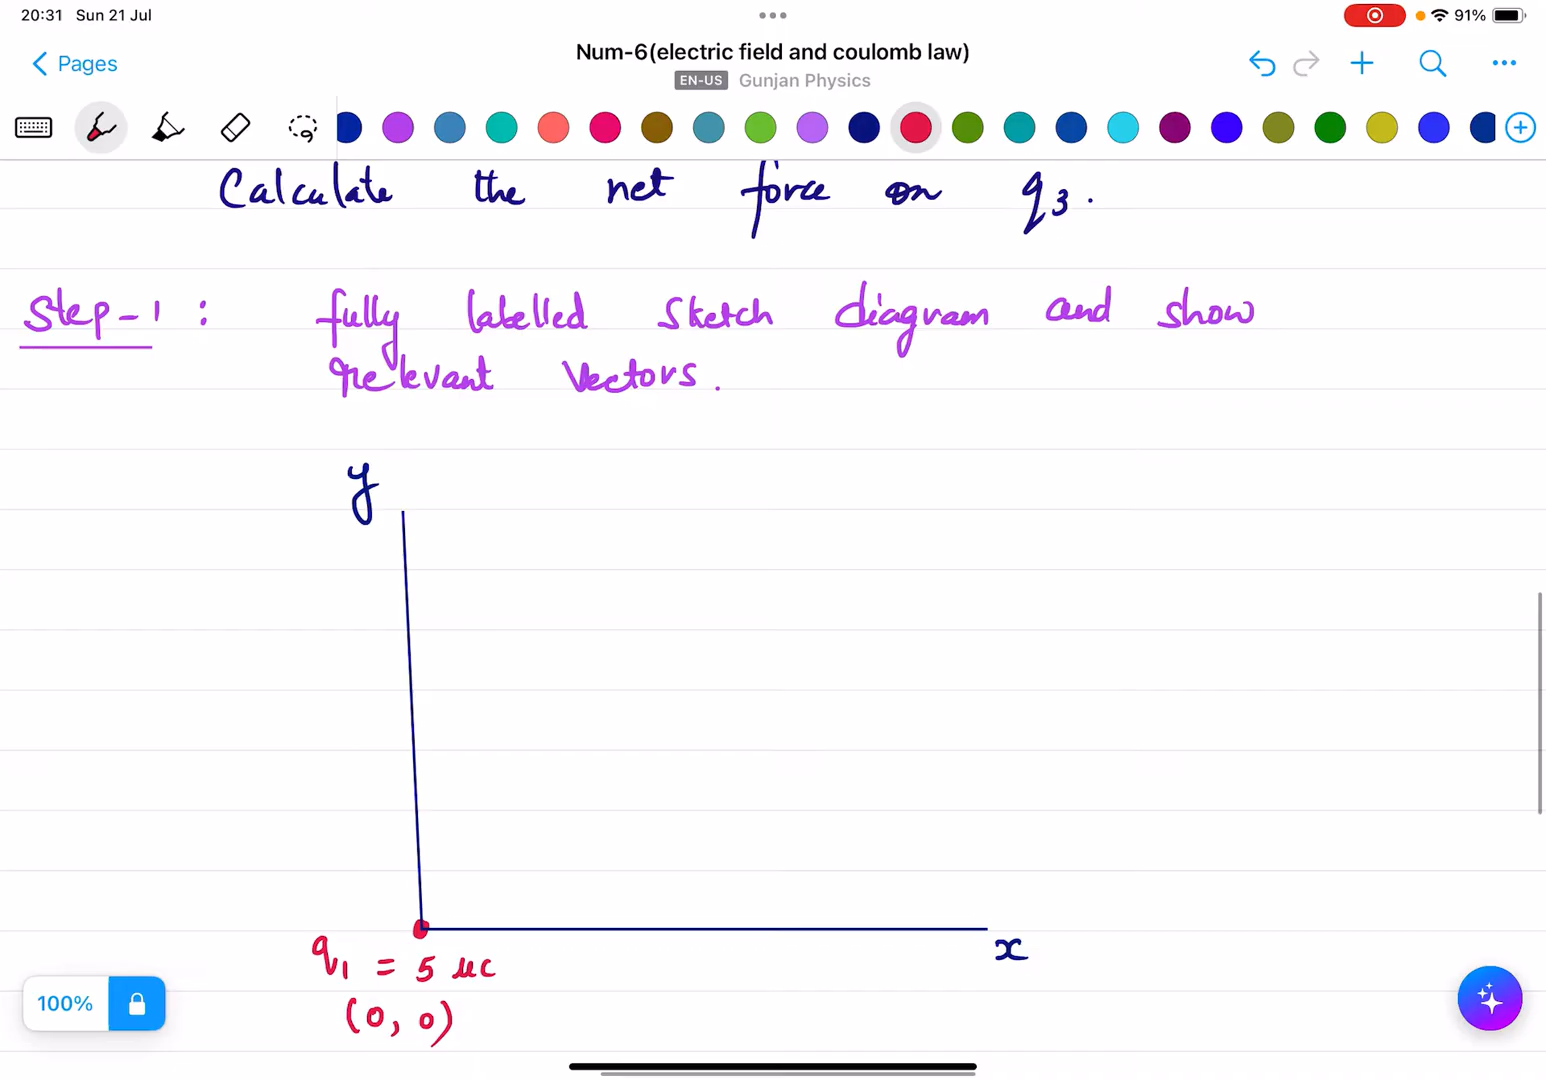 20:31 Sun 21 Jul
91%
Pages
Num-6(electric field and coulomb law)
EN-US Gunjan Physics
Calculate the net force on q3.
Step-1 : fully labelled sketch diagram and show
relevant vectors.
y
x
q1 = 5 μc
(0, 0)
100%